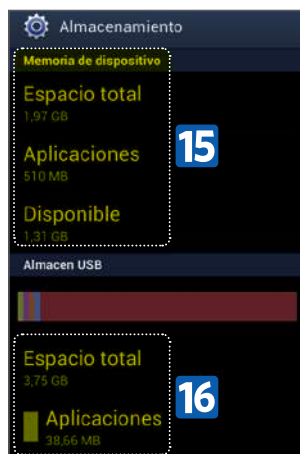 Almacenamiento
Memoria de dispositivo
Espacio total
1,97 GB
Aplicaciones
510 MB
15
Disponible
1,31 GB
Almacen USB
Espacio total
3,75 GB
16
Aplicaciones
38,66 MB